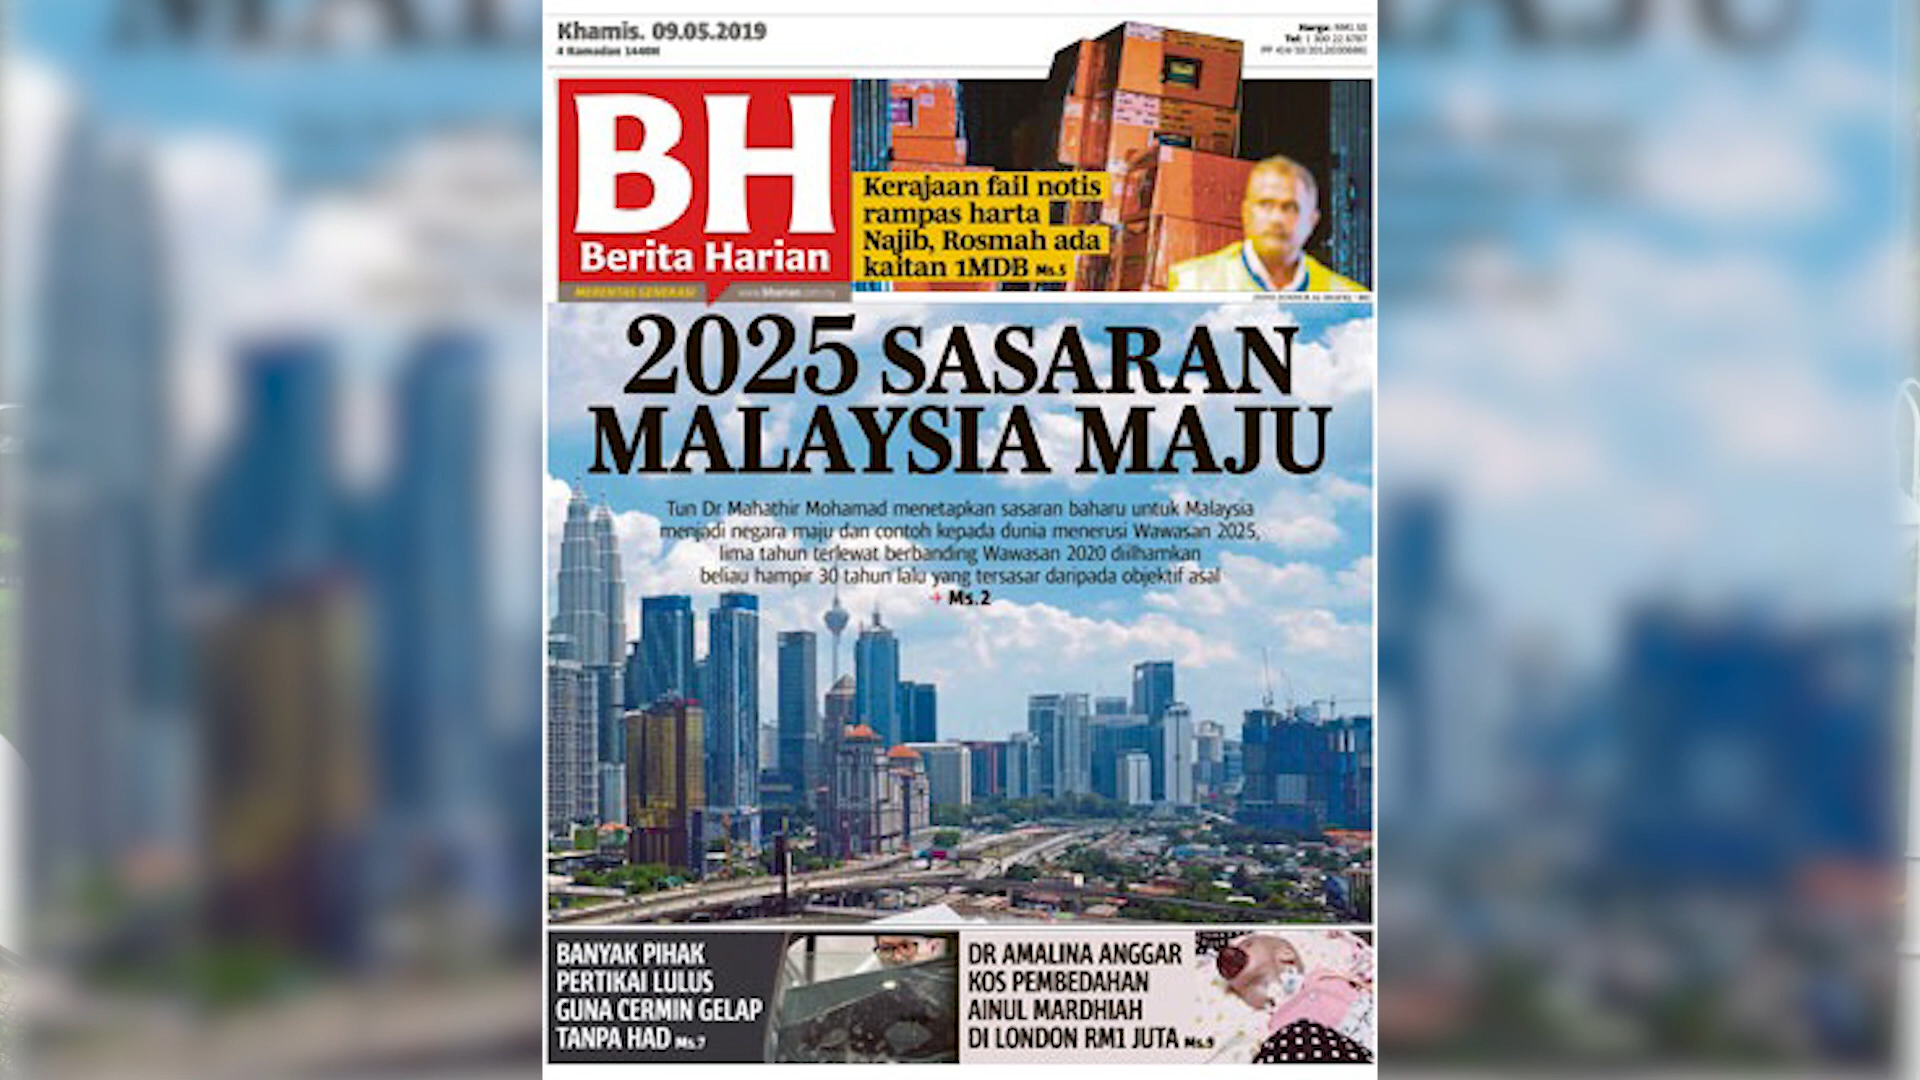 Khamis. 09.05.2019
4 Ramadan 1440H
BH
Berita Harian
MERENTAS GENERASI
Kerajaan fail notis
rampas harta
Najib, Rosmah ada
kaitan 1MDB Ms.5
2025 SASARAN
MALAYSIA MAJU
Tun Dr Mahathir Mohamad menetapkan sasaran baharu untuk Malaysia
menjadi negara maju dan contoh kepada dunia menerusi Wawasan 2025,
lima tahun terlewat berbanding Wawasan 2020 diilhamkan
beliau hampir 30 tahun lalu yang tersasar daripada objektif asal
Ms.2
BANYAK PIHAK
PERTIKAI LULUS
GUNA CERMIN GELAP
TANPA HAD Ms.7
DR AMALINA ANGGAR
KOS PEMBEDAHAN
AINUL MARDHIAH
DI LONDON RM1 JUTA Ms.9